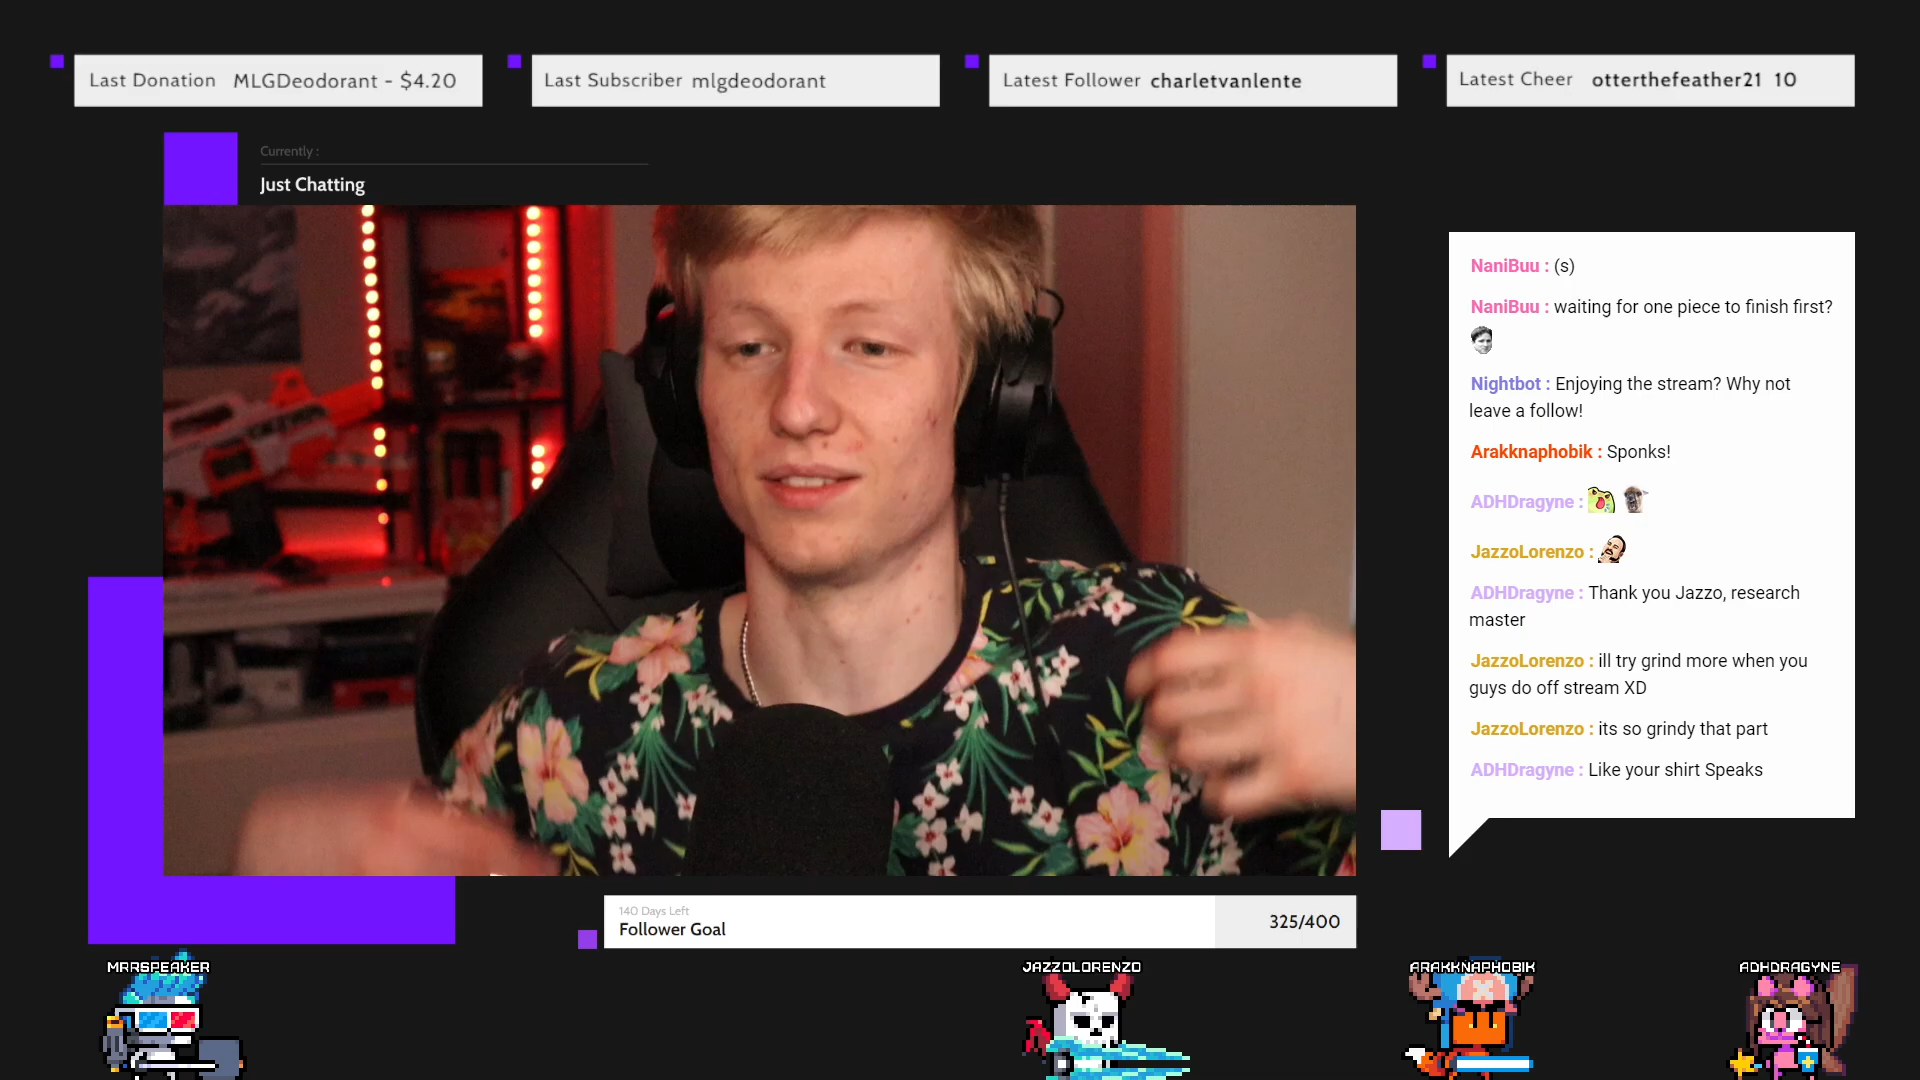 Last Donation MLGDeodorant - $4.20
Last Subscriber mlgdeodorant
Latest Follower charletvanlente
Latest Cheer otterthefeather21 10
Currently :
Just Chatting
NaniBuu : (s)
NaniBuu : waiting for one piece to finish first?
Nightbot : Enjoying the stream? Why not
leave a follow!
Arakknaphobik : Sponks!
ADHDragyne :
JazzoLorenzo :
ADHDragyne : Thank you Jazzo, research
master
JazzoLorenzo : ill try grind more when you
guys do off stream XD
JazzoLorenzo : its so grindy that part
ADHDragyne : Like your shirt Speaks
140 Days Left
Follower Goal
325/400
MRRSPEAKER
JAZZOLORENZO
ARAKKNAPHOBIK
ADHDRAGYNE